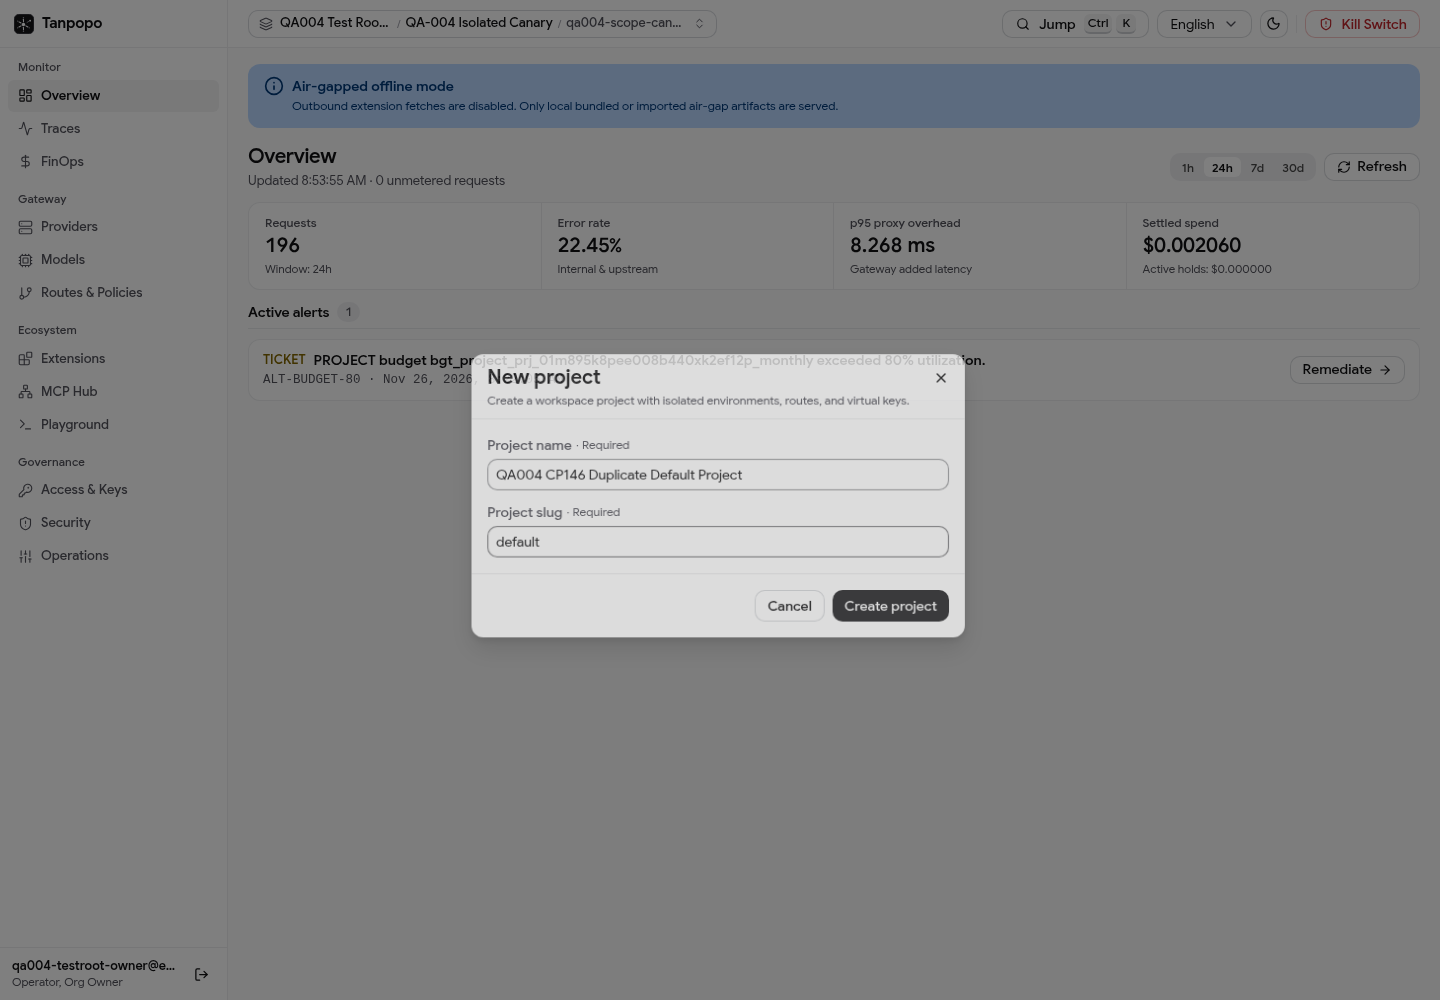 Tanpopo
QA004 Test Roo... / QA-004 Isolated Canary / qa004-scope-can...
Jump Ctrl K
English
Kill Switch
Monitor
Overview
Traces
FinOps
Gateway
Providers
Models
Routes & Policies
Ecosystem
Extensions
MCP Hub
Playground
Governance
Access & Keys
Security
Operations
Air-gapped offline mode
Outbound extension fetches are disabled. Only local bundled or imported air-gap artifacts are served.
Overview
Updated 8:53:55 AM · 0 unmetered requests
1h 24h 7d 30d
Refresh
Requests
196
Window: 24h
Error rate
22.45%
Internal & upstream
p95 proxy overhead
8.268 ms
Gateway added latency
Settled spend
$0.002060
Active holds: $0.000000
Active alerts 1
TICKET PROJECT budget bgt_project_prj_01m895k8pee008b440xk2ef12p_monthly exceeded 80% utilization.
ALT-BUDGET-80 · Nov 26, 2026,
Remediate
New project
Create a workspace project with isolated environments, routes, and virtual keys.
Project name · Required
QA004 CP146 Duplicate Default Project
Project slug · Required
default
Cancel
Create project
qa004-testroot-owner@e...
Operator, Org Owner